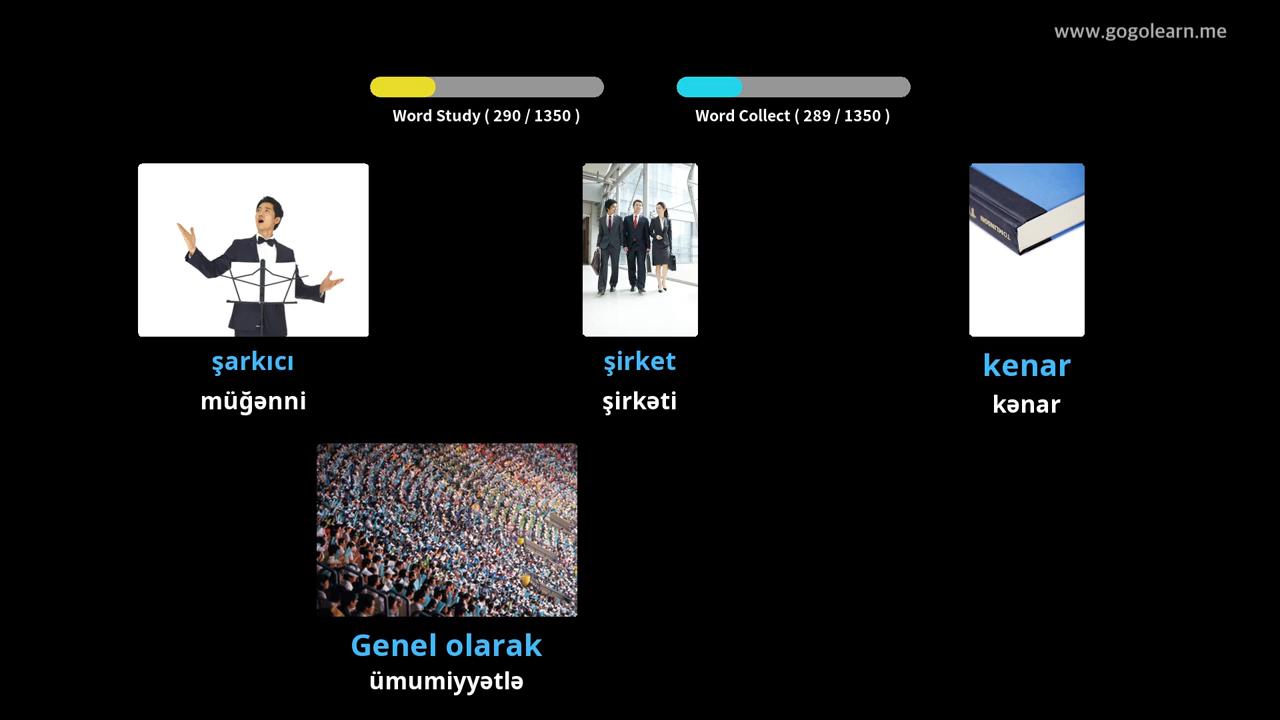 www.gogolearn.me
Word Study ( 290 / 1350 )
Word Collect ( 289 / 1350 )
TOMLINSON
şarkıcı
müğənni
şirket
şirkəti
kenar
kənar
Genel olarak
ümumiyyətlə